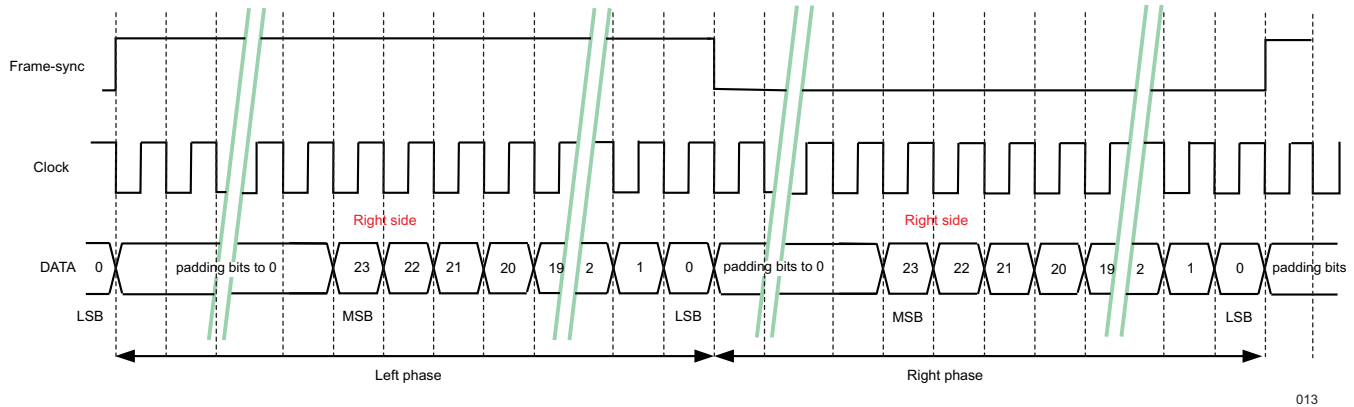 Frame-sync
Clock
Right side Right side
DATA 0 padding bits to 0 23 22 21 20 19 2 1 0 padding bits to 0 23 22 21 20 19 2 1 0 padding bits
LSB MSB LSB MSB LSB
Left phase Right phase
013